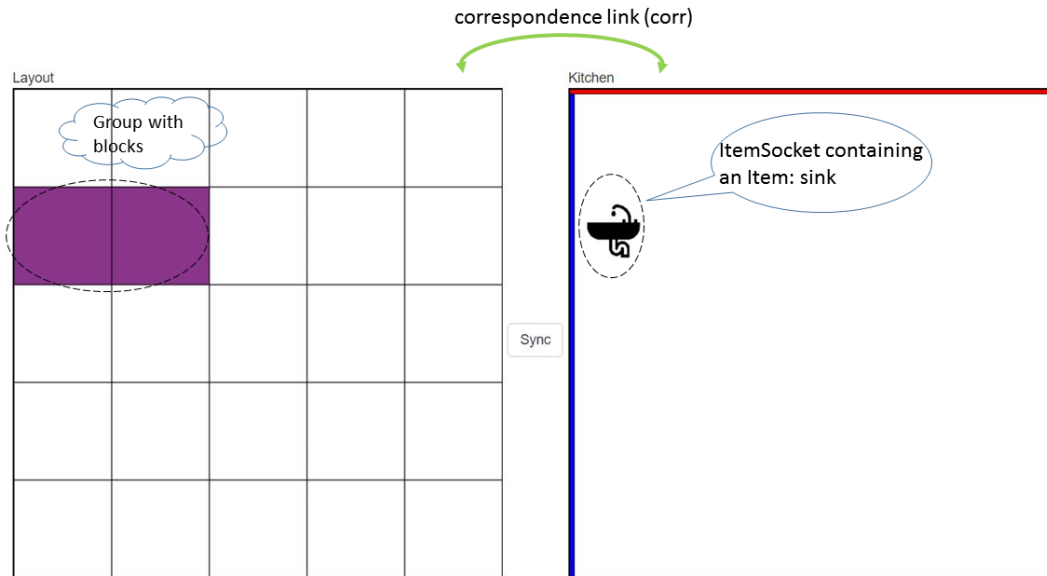 correspondence link (corr)
Layout
Kitchen
Group with
blocks
ItemSocket containing
an Item: sink
Sync